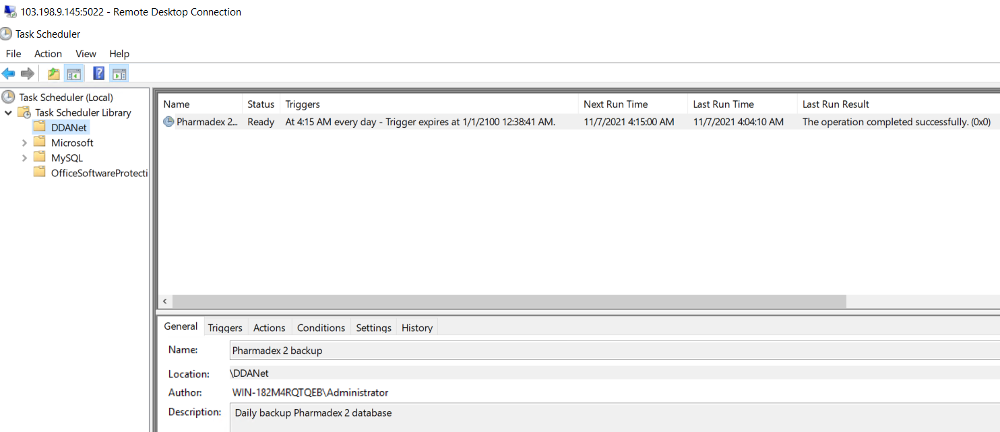 103.198.9.145:5022 - Remote Desktop Connection
Task Scheduler
File Action View Help
Task Scheduler (Local)
Task Scheduler Library
DDANet
Microsoft
MySQL
OfficeSoftwareProtecti
Name Status Triggers Next Run Time Last Run Time Last Run Result
Pharmadex 2... Ready At 4:15 AM every day - Trigger expires at 1/1/2100 12:38:41 AM. 11/7/2021 4:15:00 AM 11/7/2021 4:04:10 AM The operation completed successfully. (0x0)
General Triggers Actions Conditions Settings History
Name: Pharmadex 2 backup
Location: \DDANet
Author: WIN-182M4RQTQEB\Administrator
Description: Daily backup Pharmadex 2 database